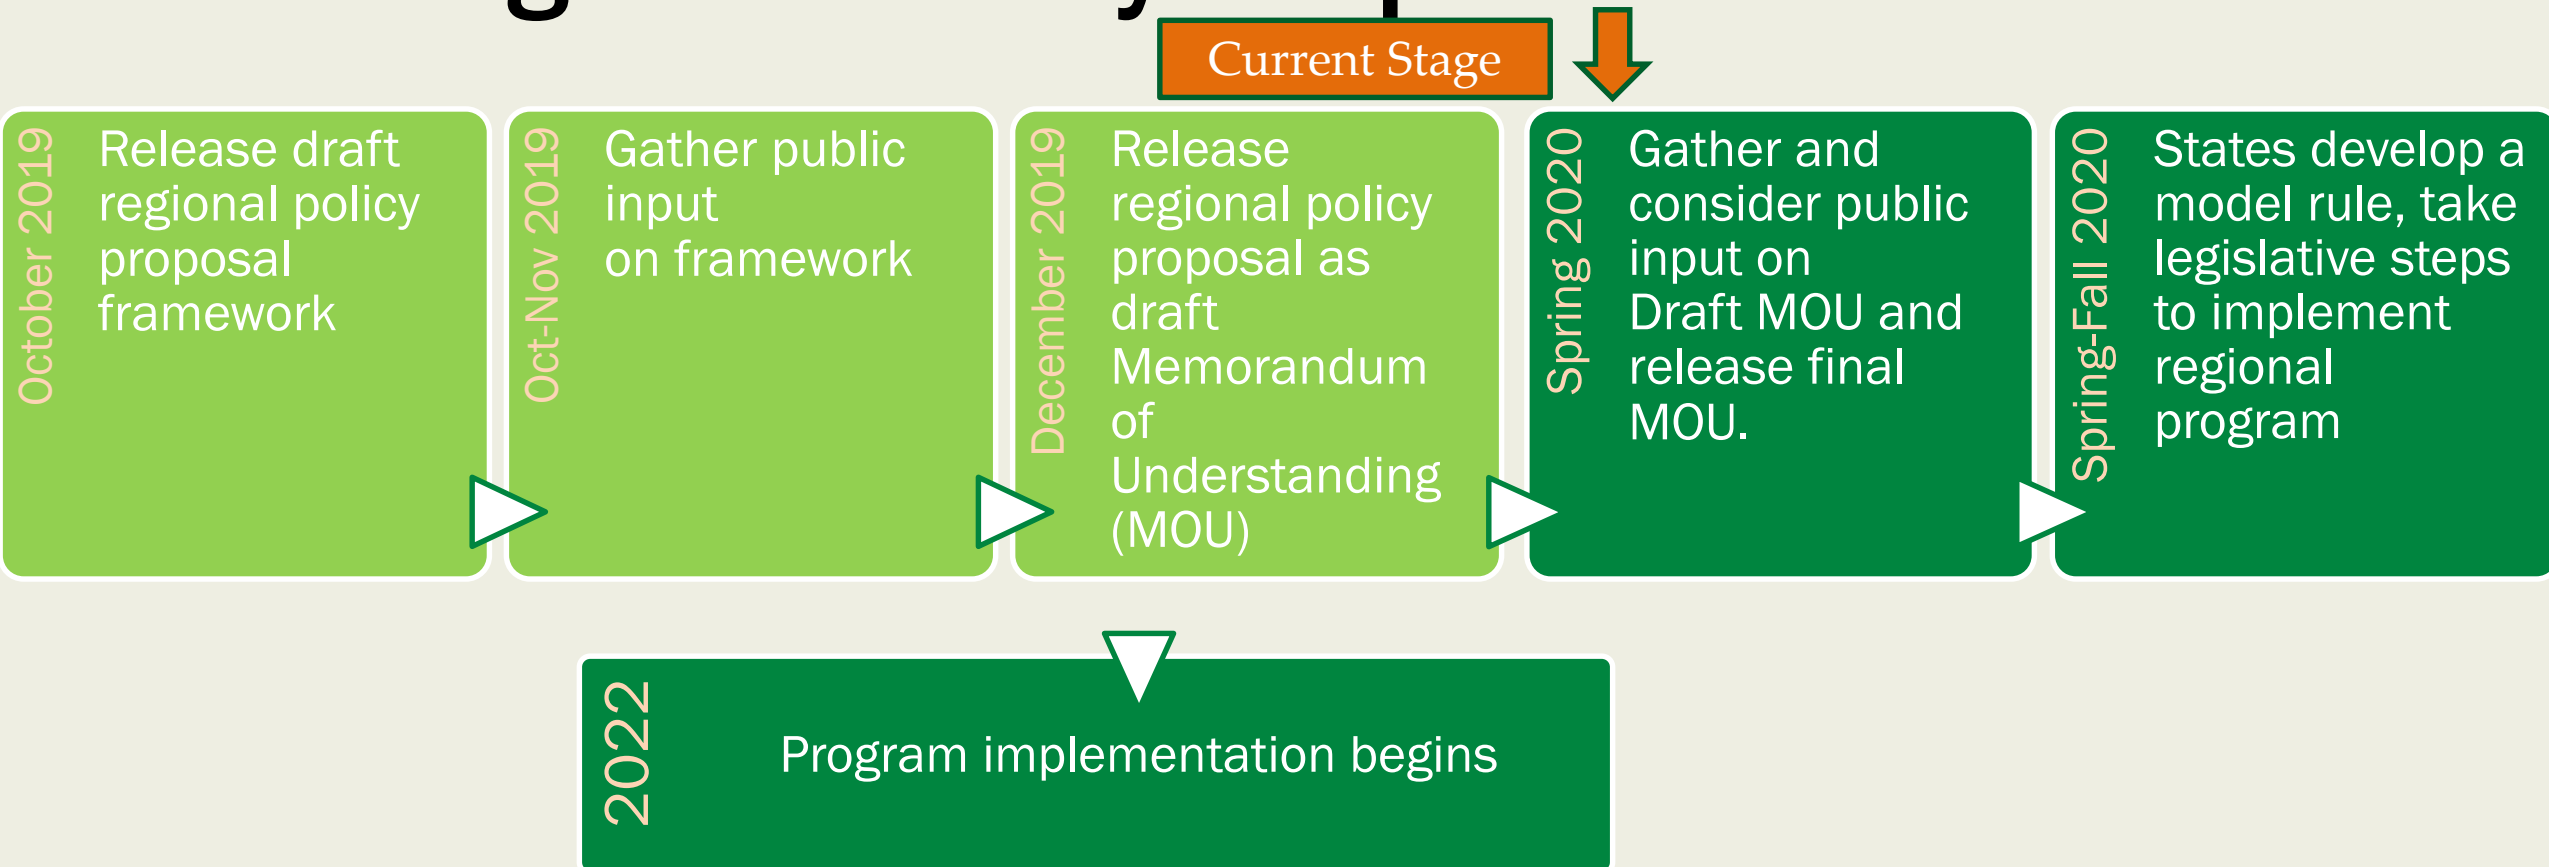 Current Stage
October 2019
Release draft
regional policy
proposal
framework
Oct-Nov 2019
Gather public
input
on framework
December 2019
Release
regional policy
proposal as
draft
Memorandum
of
Understanding
(MOU)
Spring 2020
Gather and
consider public
input on
Draft MOU and
release final
MOU.
Spring-Fall 2020
States develop a
model rule, take
legislative steps
to implement
regional
program
2022
Program implementation begins